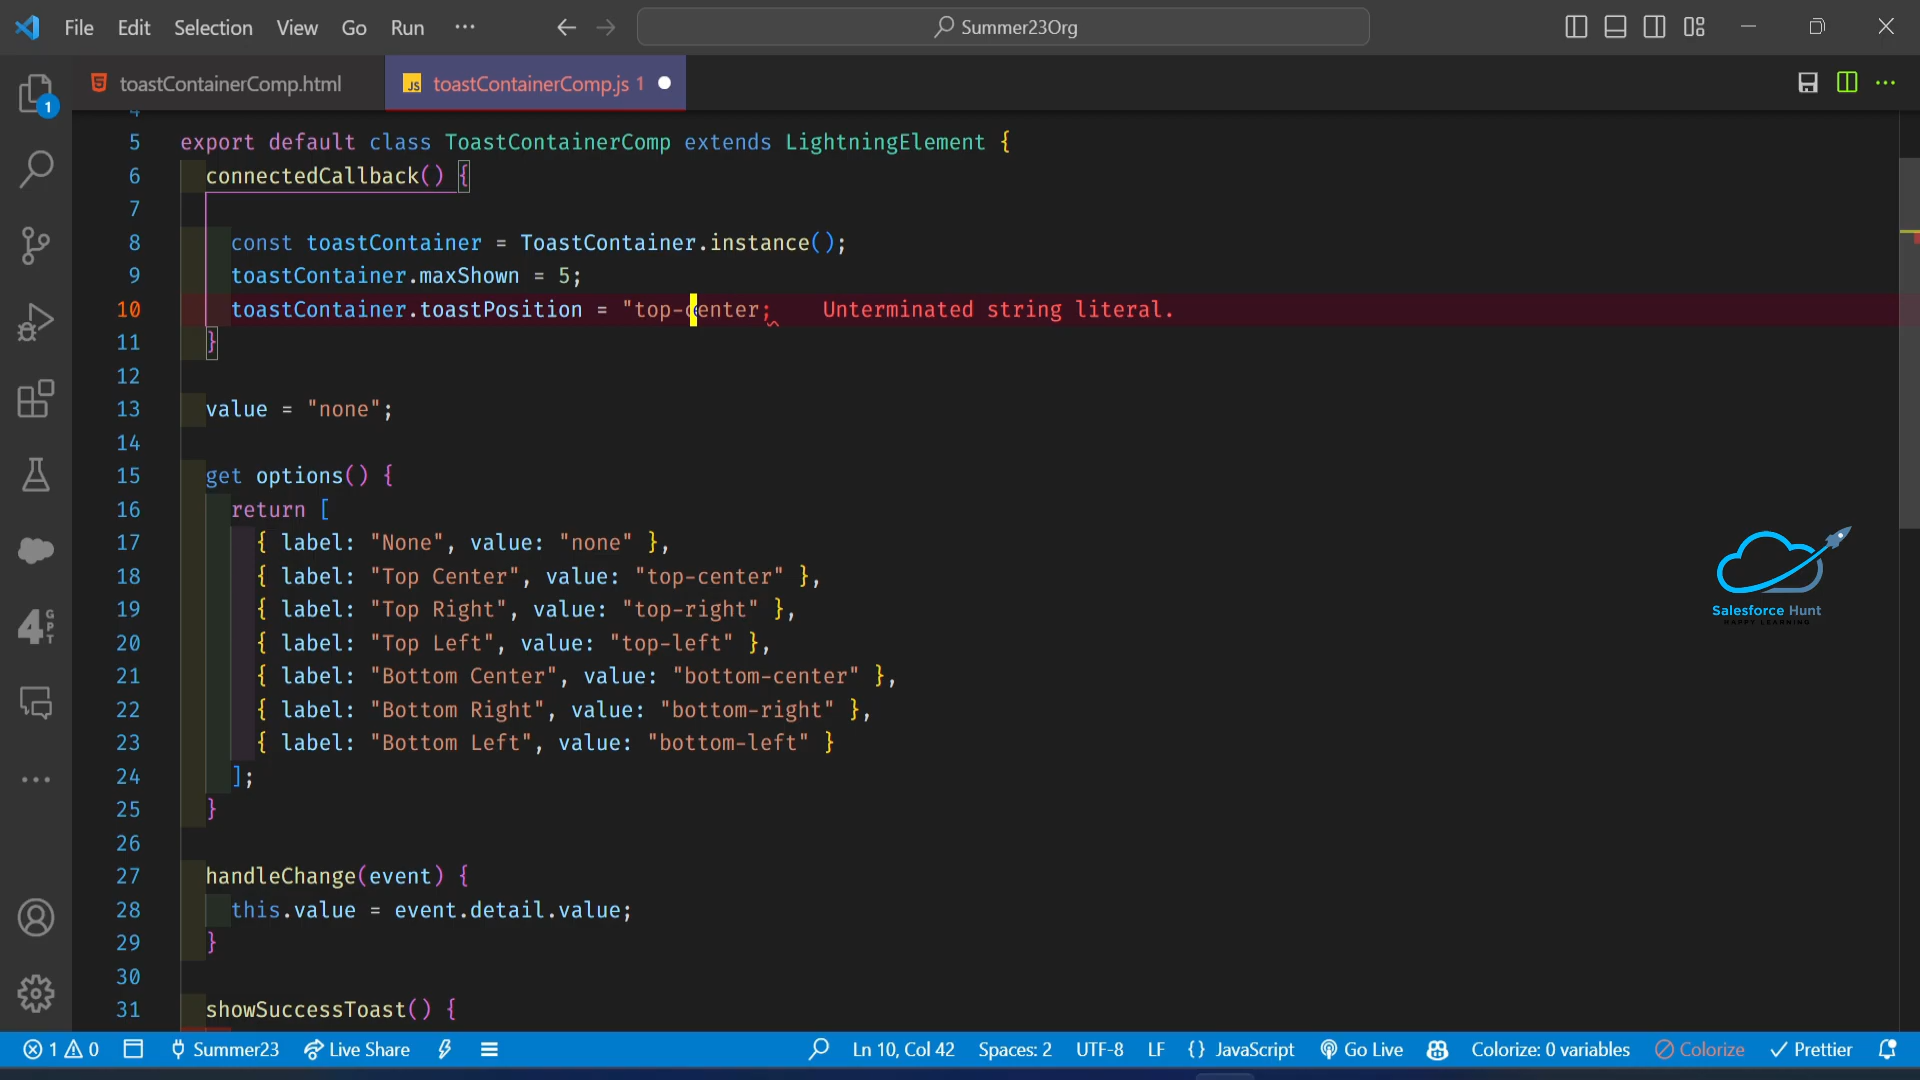 File Edit Selection View Go Run ··· Summer23Org
toastContainerComp.html toastContainerComp.js 1
1
4
5 export default class ToastContainerComp extends LightningElement {
6 connectedCallback() {
7
8 const toastContainer = ToastContainer.instance();
9 toastContainer.maxShown = 5;
10 toastContainer.toastPosition = "top-center; Unterminated string literal.
11 }
12
13 value = "none";
14
15 get options() {
16 return [
17 { label: "None", value: "none" },
18 { label: "Top Center", value: "top-center" },
19 { label: "Top Right", value: "top-right" },
20 { label: "Top Left", value: "top-left" },
21 { label: "Bottom Center", value: "bottom-center" },
22 { label: "Bottom Right", value: "bottom-right" },
23 { label: "Bottom Left", value: "bottom-left" }
24 ];
25 }
26
27 handleChange(event) {
28 this.value = event.detail.value;
29 }
30
31 showSuccessToast() {
4 GPT
Salesforce Hunt
HAPPY LEARNING
1 0 Summer23 Live Share Ln 10, Col 42 Spaces: 2 UTF-8 LF {} JavaScript Go Live Colorize: 0 variables Colorize Prettier